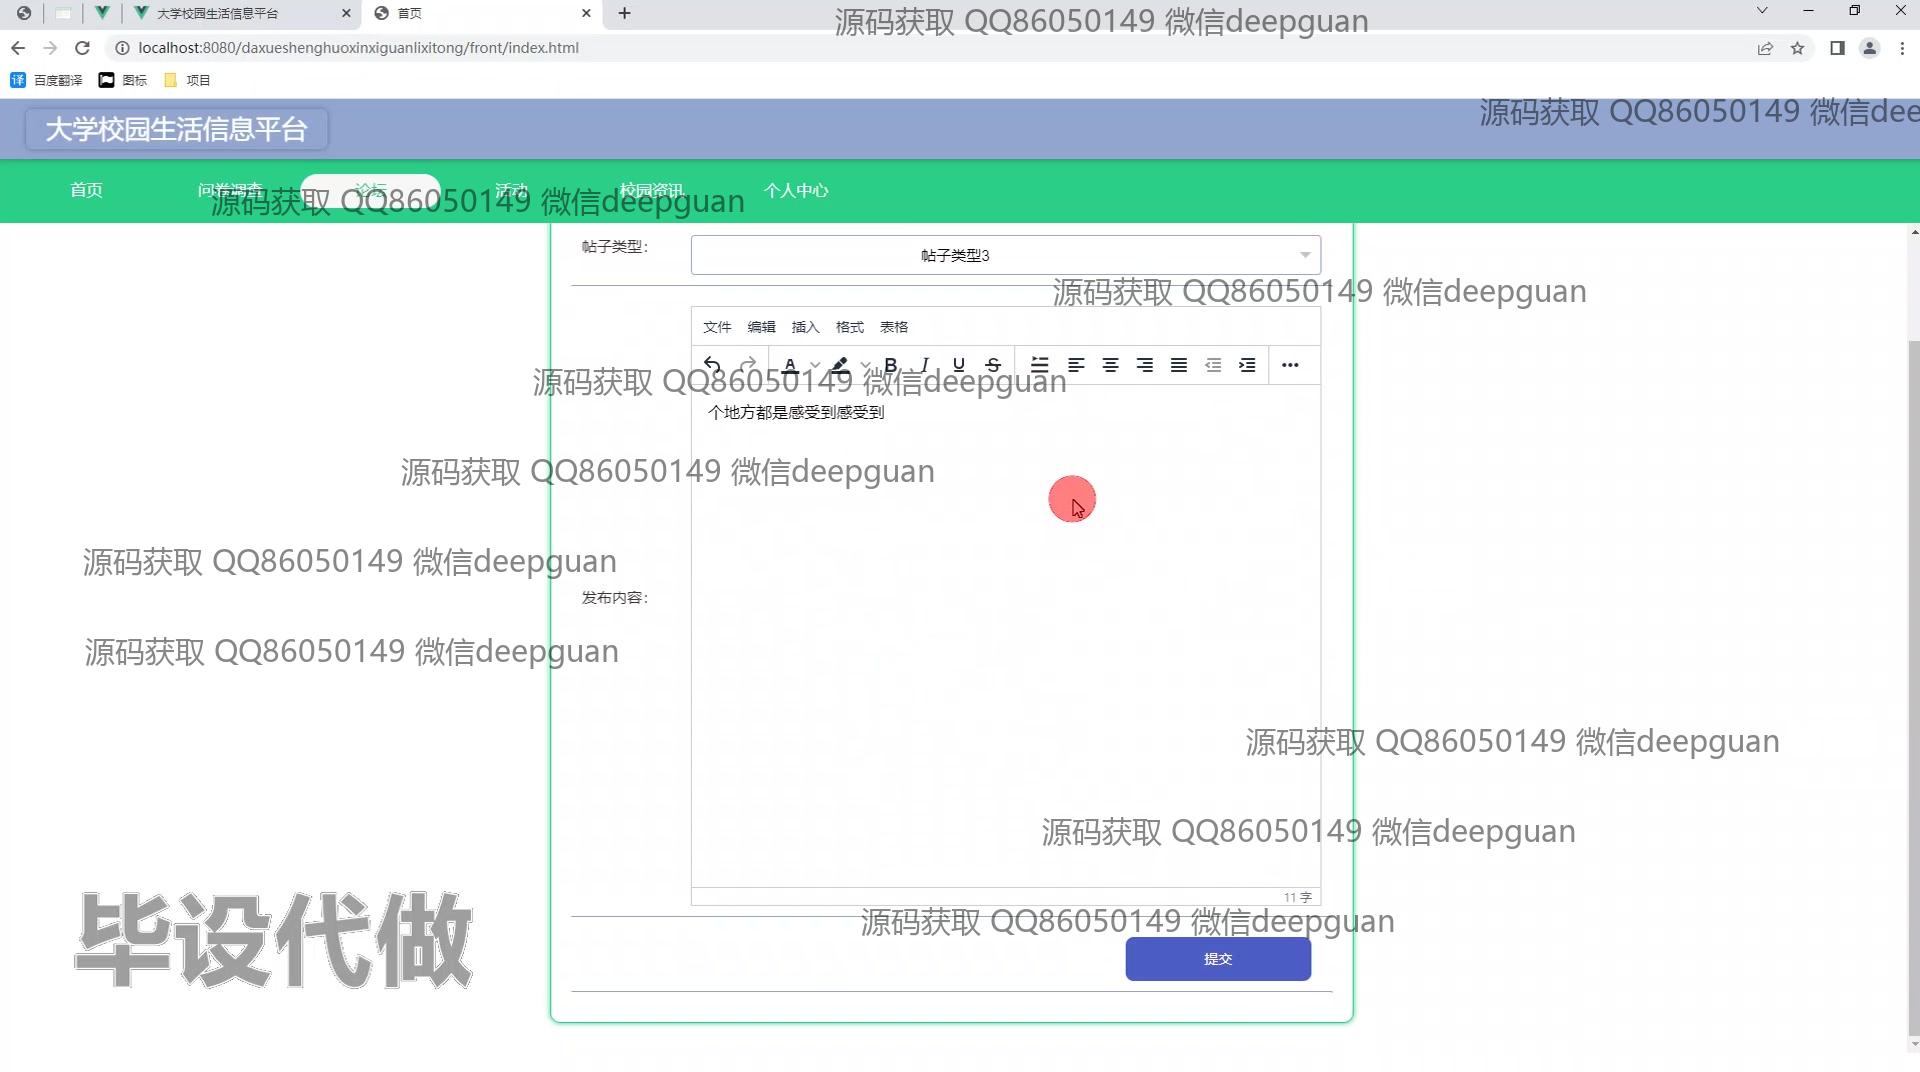 大学校园生活信息平台
首页
源码获取 QQ86050149 微信deepguan
localhost:8080/daxueshenghuoxinxiguanlixitong/front/index.html
百度翻译 图标 项目
大学校园生活信息平台
源码获取 QQ86050149 微信dee
首页 问卷调查 论坛 活动 校园资讯 个人中心
源码获取 QQ86050149 微信deepguan
帖子类型：
帖子类型3
源码获取 QQ86050149 微信deepguan
文件 编辑 插入 格式 表格
源码获取 QQ86050149 微信deepguan
个地方都是感受到感受到
源码获取 QQ86050149 微信deepguan
源码获取 QQ86050149 微信deepguan
发布内容：
源码获取 QQ86050149 微信deepguan
源码获取 QQ86050149 微信deepguan
源码获取 QQ86050149 微信deepguan
11 字
源码获取 QQ86050149 微信deepguan
毕设代做
提交